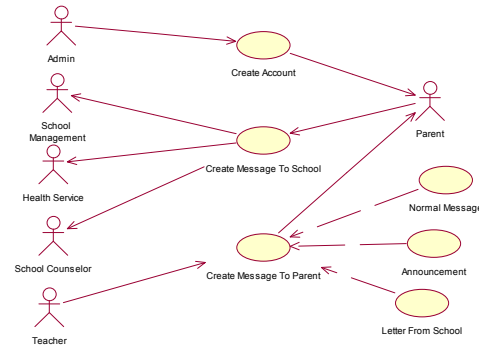 Admin
Create Account
School
Management
Parent
Create Message To School
Health Service
Normal Message
School Counselor
Create Message To Parent
Announcement
Teacher
Letter From School